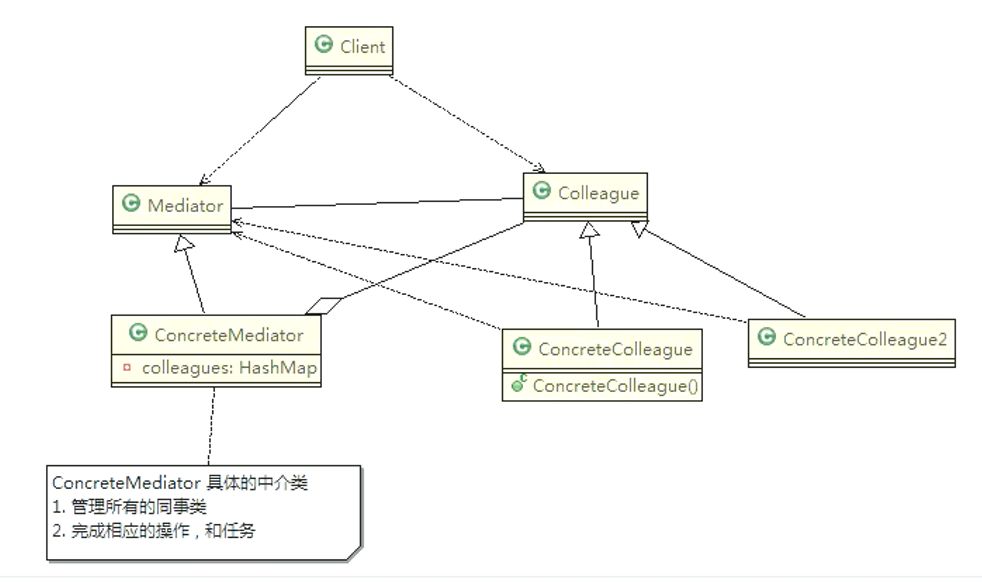 Client
Mediator
Colleague
ConcreteMediator
colleagues: HashMap
ConcreteColleague
ConcreteColleague()
ConcreteColleague2
ConcreteMediator 具体的中介类
1. 管理所有的同事类
2. 完成相应的操作，和任务